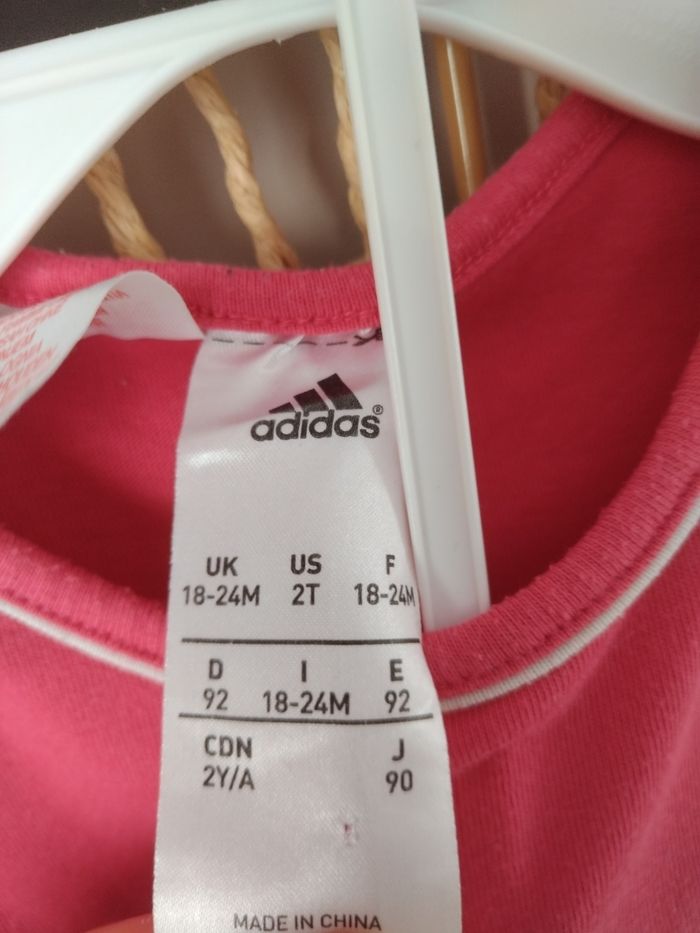 adidas®
UK US F
18-24M 2T 18-24M
D I E
92 18-24M 92
CDN J
2Y/A 90
MADE IN CHINA